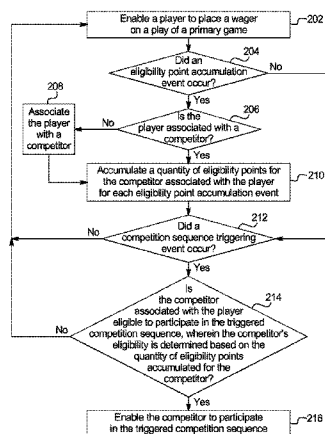 Enable a player to place a wager
on a play of a primary game
202
204
Did an
eligibility point accumulation
event occur?
Yes
208
206
Associate
the player
with a
competitor
No
Is the
player associated with a
competitor?
Yes
Accumulate a quantity of eligibility points for
the competitor associated with the player
for each eligibility point accumulation event
210
212
No
Did a
competition sequence triggering
event occur?
Yes
Is
the competitor
associated with the player
eligible to participate in the triggered
competition sequence, wherein the competitor's
eligibility is determined based on the
quantity of eligibility points
accumulated for the
competitor?
214
No
Yes
Enable the competitor to participate
in the triggered competition sequence
216